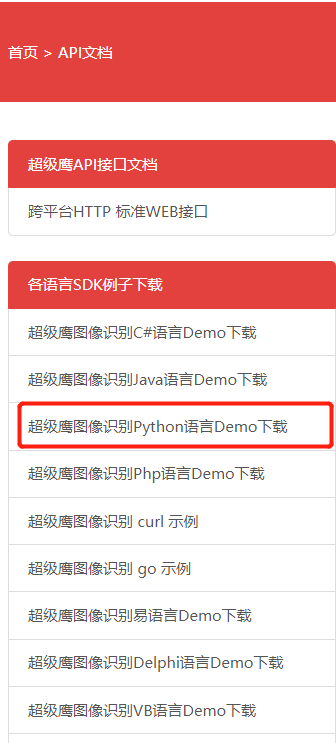 首页 > API文档
超级鹰API接口文档
跨平台HTTP 标准WEB接口
各语言SDK例子下载
超级鹰图像识别C#语言Demo下载
超级鹰图像识别Java语言Demo下载
超级鹰图像识别Python语言Demo下载
超级鹰图像识别Php语言Demo下载
超级鹰图像识别 curl 示例
超级鹰图像识别 go 示例
超级鹰图像识别易语言Demo下载
超级鹰图像识别Delphi语言Demo下载
超级鹰图像识别VB语言Demo下载